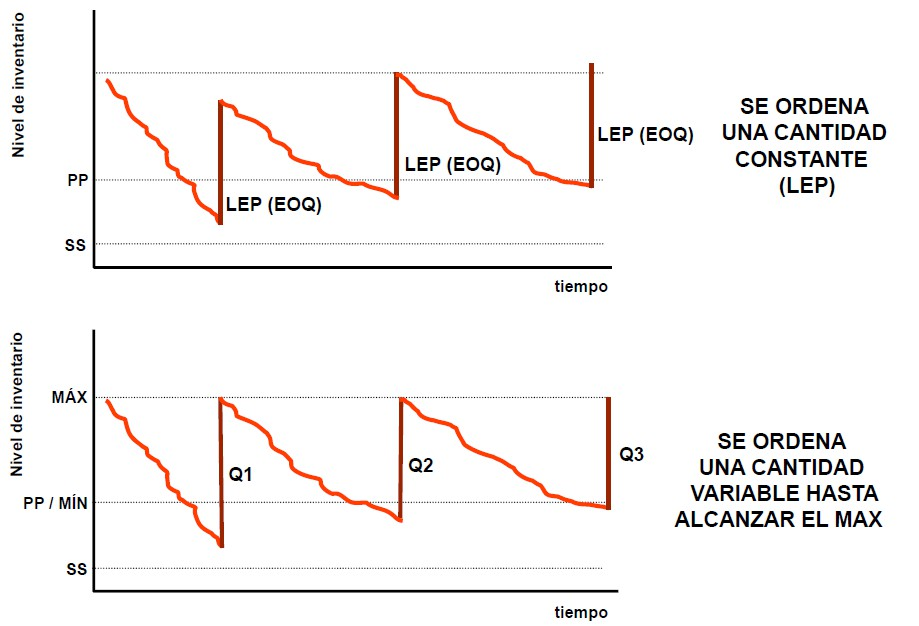 Nivel de inventario
PP
SS
LEP (EOQ)
LEP (EOQ)
LEP (EOQ)
tiempo
SE ORDENA
UNA CANTIDAD
CONSTANTE
(LEP)
Nivel de inventario
MÁX
PP / MÍN
SS
Q1
Q2
Q3
tiempo
SE ORDENA
UNA CANTIDAD
VARIABLE HASTA
ALCANZAR EL MAX